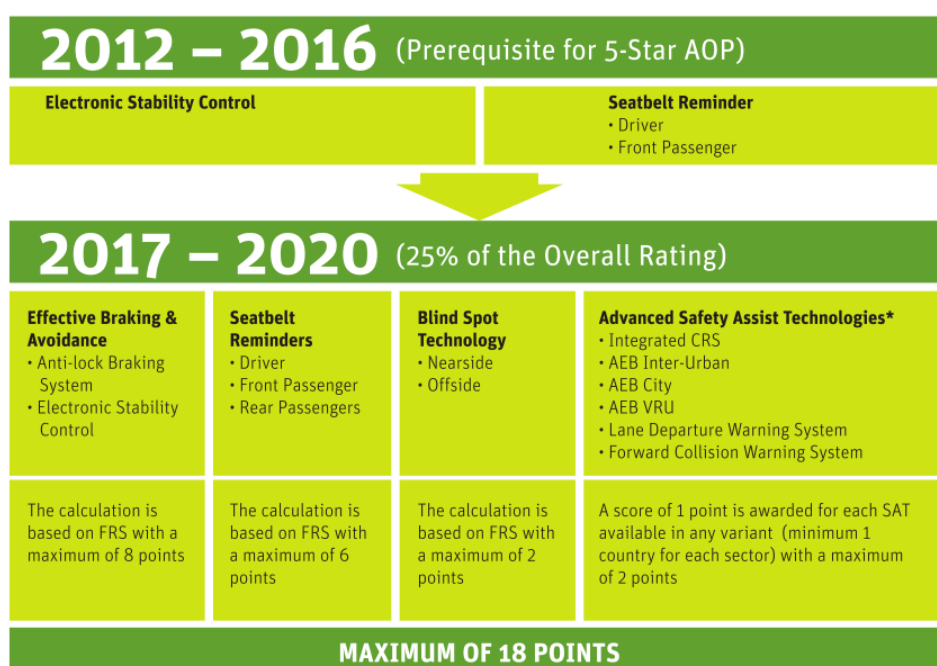 2012 – 2016 (Prerequisite for 5-Star AOP)
Electronic Stability Control
Seatbelt Reminder
• Driver
• Front Passenger
2017 – 2020 (25% of the Overall Rating)
Effective Braking &
Avoidance
• Anti-lock Braking
System
• Electronic Stability
Control
Seatbelt
Reminders
• Driver
• Front Passenger
• Rear Passengers
Blind Spot
Technology
• Nearside
• Offside
Advanced Safety Assist Technologies*
• Integrated CRS
• AEB Inter-Urban
• AEB City
• AEB VRU
• Lane Departure Warning System
• Forward Collision Warning System
The calculation is
based on FRS with a
maximum of 8 points
The calculation is
based on FRS with
a maximum of 6
points
The calculation is
based on FRS with
a maximum of 2
points
A score of 1 point is awarded for each SAT
available in any variant (minimum 1
country for each sector) with a maximum
of 2 points
MAXIMUM OF 18 POINTS